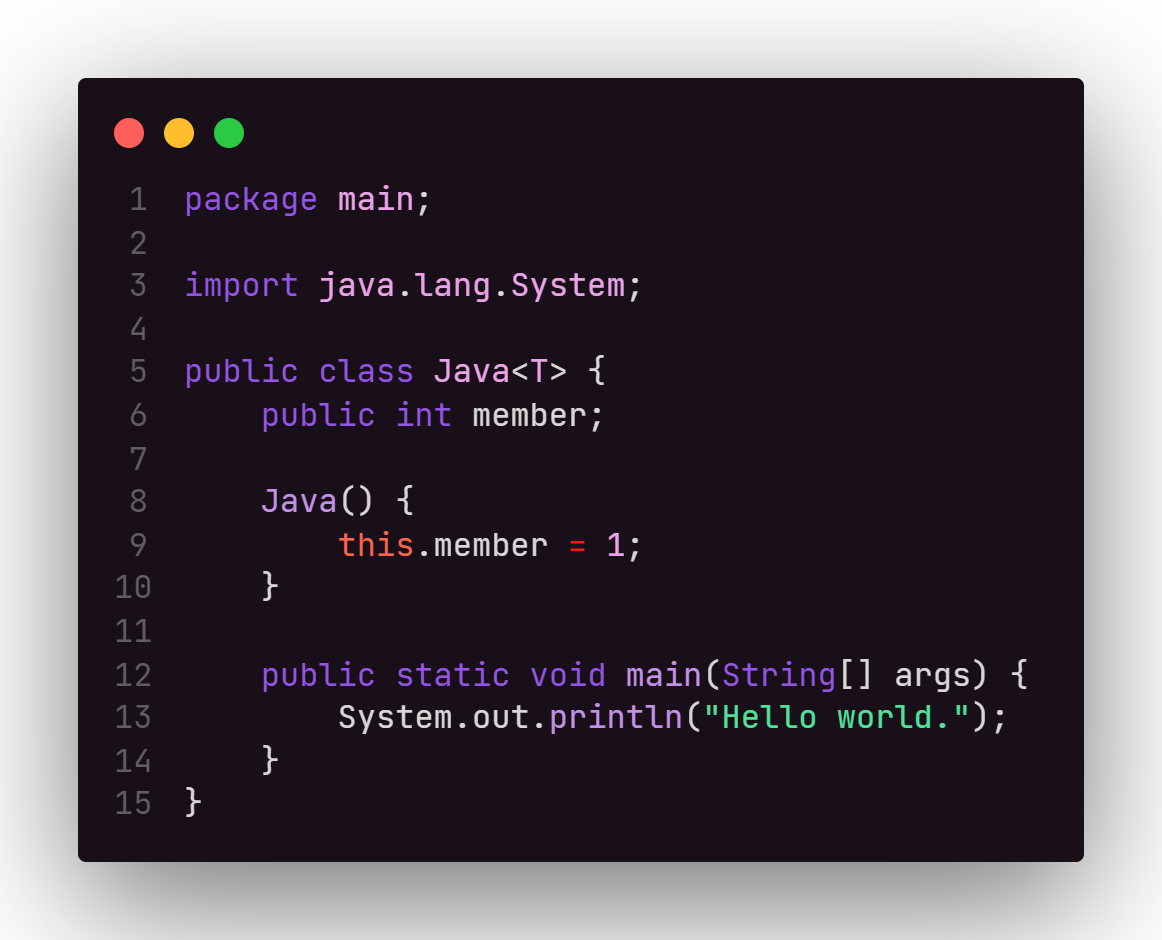 1 package main;
2
3 import java.lang.System;
4
5 public class Java<T> {
6     public int member;
7
8     Java() {
9         this.member = 1;
10     }
11
12     public static void main(String[] args) {
13         System.out.println("Hello world.");
14     }
15 }